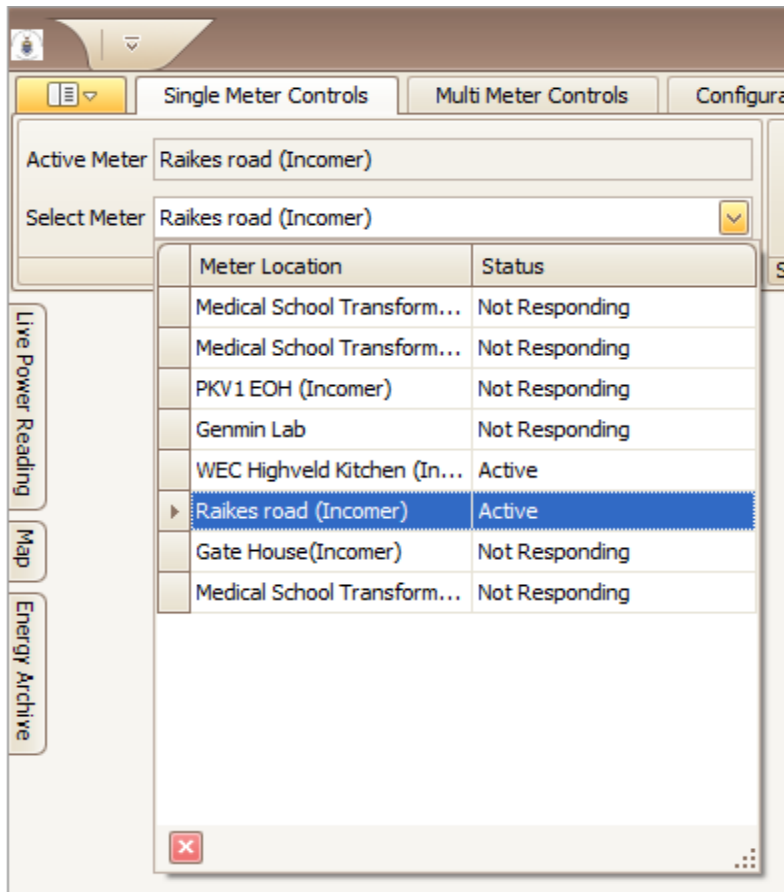 Single Meter Controls Multi Meter Controls Configura
Active Meter Raikes road (Incomer)
Select Meter Raikes road (Incomer)
S
Meter Location Status
Medical School Transform... Not Responding
Medical School Transform... Not Responding
PKV1 EOH (Incomer) Not Responding
Genmin Lab Not Responding
WEC Highveld Kitchen (In... Active
Raikes road (Incomer) Active
Gate House(Incomer) Not Responding
Medical School Transform... Not Responding
Live Power Reading
Map
Energy Archive